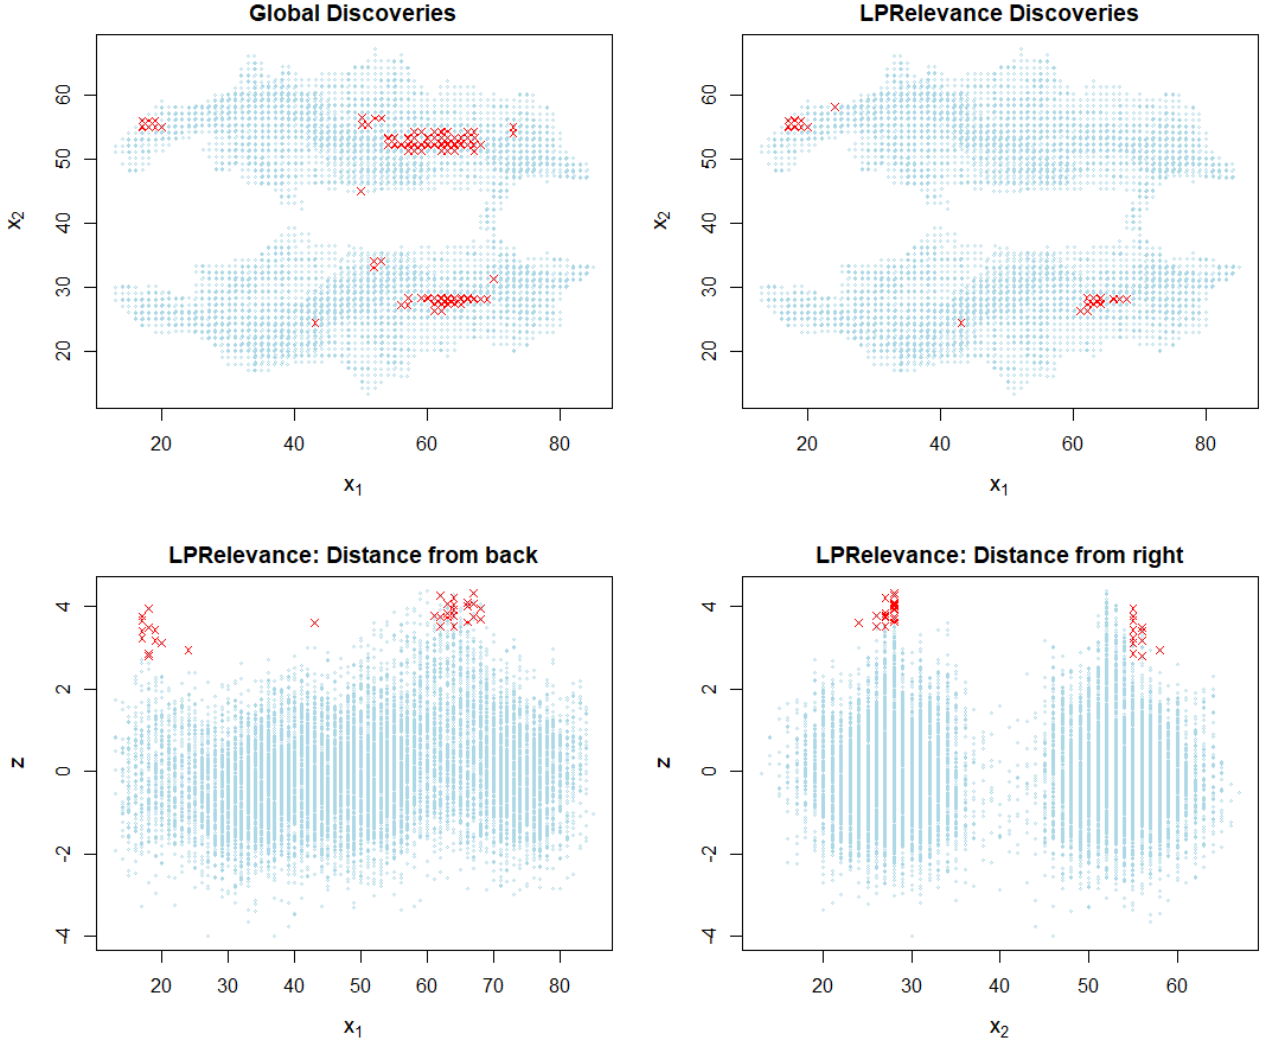 Global Discoveries
60
50
40
30
20
x2
20 40 60 80
x1
LPRelevance Discoveries
60
50
40
30
20
x2
20 40 60 80
x1
LPRelevance: Distance from back
4
2
0
-2
-4
z
20 30 40 50 60 70 80
x1
LPRelevance: Distance from right
4
2
0
-2
-4
z
20 30 40 50 60
x2